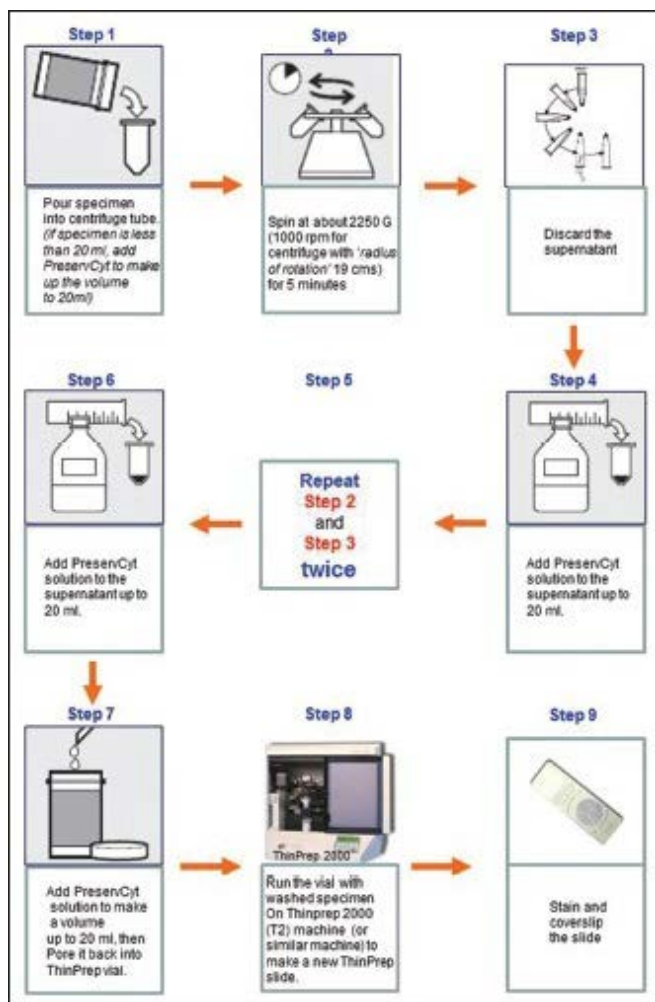 Step 1
Pour specimen
into centrifuge tube.
(If specimen is less
than 20 ml, add
PreservCyt to make
up the volume
to 20ml)
Step
Spin at about 2250 G
(1000 rpm for
centrifuge with 'radius
of rotation' 19 cms)
for 5 minutes
Step 3
Discard the
supernatant
Step 4
Add PreservCyt
solution to the
supernatant up to
20 ml.
Step 5
Repeat
Step 2
and
Step 3
twice
Step 6
Add PreservCyt
solution to the
supernatant up to
20 ml.
Step 7
Add PreservCyt
solution to make
a volume
up to 20 ml, then
Pore it back into
ThinPrep vial.
Step 8
ThinPrep 2000
Run the vial with
washed specimen
On Thinprep 2000
(T2) machine (or
similar machine) to
make a new ThinPrep
slide.
Step 9
Stain and
coverslip
the slide